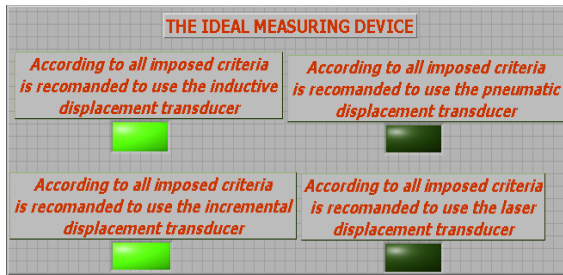 THE IDEAL MEASURING DEVICE
According to all imposed criteria
is recomanded to use the inductive
displacement transducer
According to all imposed criteria
is recomanded to use the pneumatic
displacement transducer
According to all imposed criteria
is recomanded to use the incremental
displacement transducer
According to all imposed criteria
is recomanded to use the laser
displacement transducer